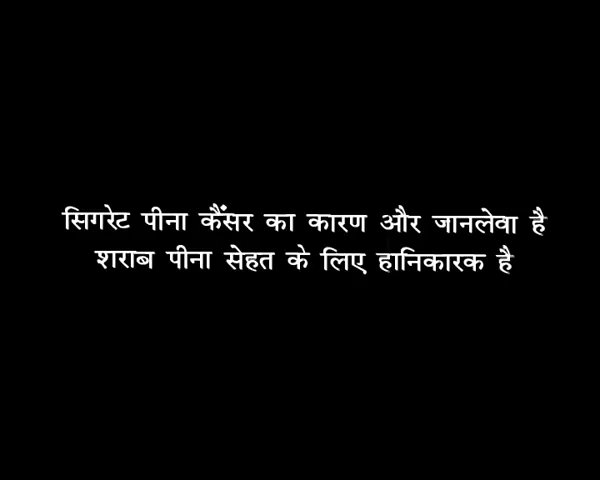 सिगरेट पीना कैंसर का कारण और जानलेवा है
शराब पीना सेहत के लिए हानिकारक है